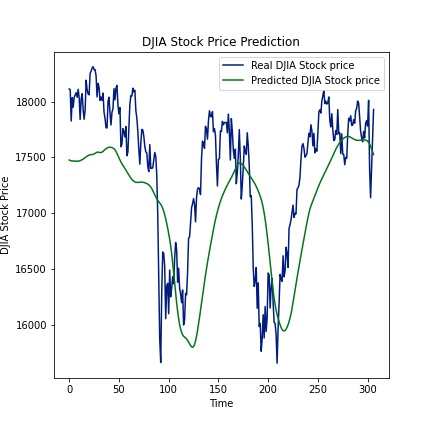 DJIA Stock Price Prediction
Real DJIA Stock price
Predicted DJIA Stock price
18000
17500
17000
16500
16000
DJIA Stock Price
0 50 100 150 200 250 300
Time